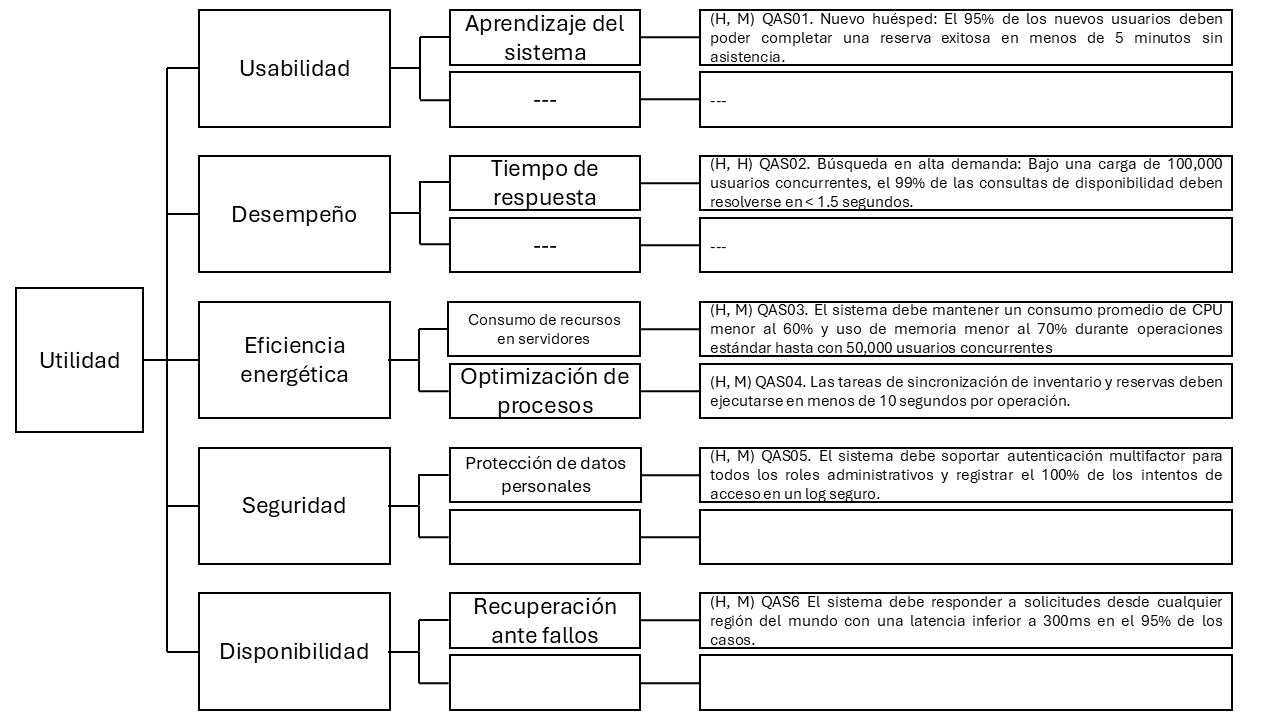 Utilidad
Usabilidad
Aprendizaje del
sistema
(H, M) QAS01. Nuevo huésped: El 95% de los nuevos usuarios deben
poder completar una reserva exitosa en menos de 5 minutos sin
asistencia.
---
---
Desempeño
Tiempo de
respuesta
(H, H) QAS02. Búsqueda en alta demanda: Bajo una carga de 100,000
usuarios concurrentes, el 99% de las consultas de disponibilidad deben
resolverse en < 1.5 segundos.
---
---
Eficiencia
energética
Consumo de recursos
en servidores
(H, M) QAS03. El sistema debe mantener un consumo promedio de CPU
menor al 60% y uso de memoria menor al 70% durante operaciones
estándar hasta con 50,000 usuarios concurrentes
Optimización de
procesos
(H, M) QAS04. Las tareas de sincronización de inventario y reservas deben
ejecutarse en menos de 10 segundos por operación.
Seguridad
Protección de datos
personales
(H, M) QAS05. El sistema debe soportar autenticación multifactor para
todos los roles administrativos y registrar el 100% de los intentos de
acceso en un log seguro.
Disponibilidad
Recuperación
ante fallos
(H, M) QAS6 El sistema debe responder a solicitudes desde cualquier
región del mundo con una latencia inferior a 300ms en el 95% de los
casos.